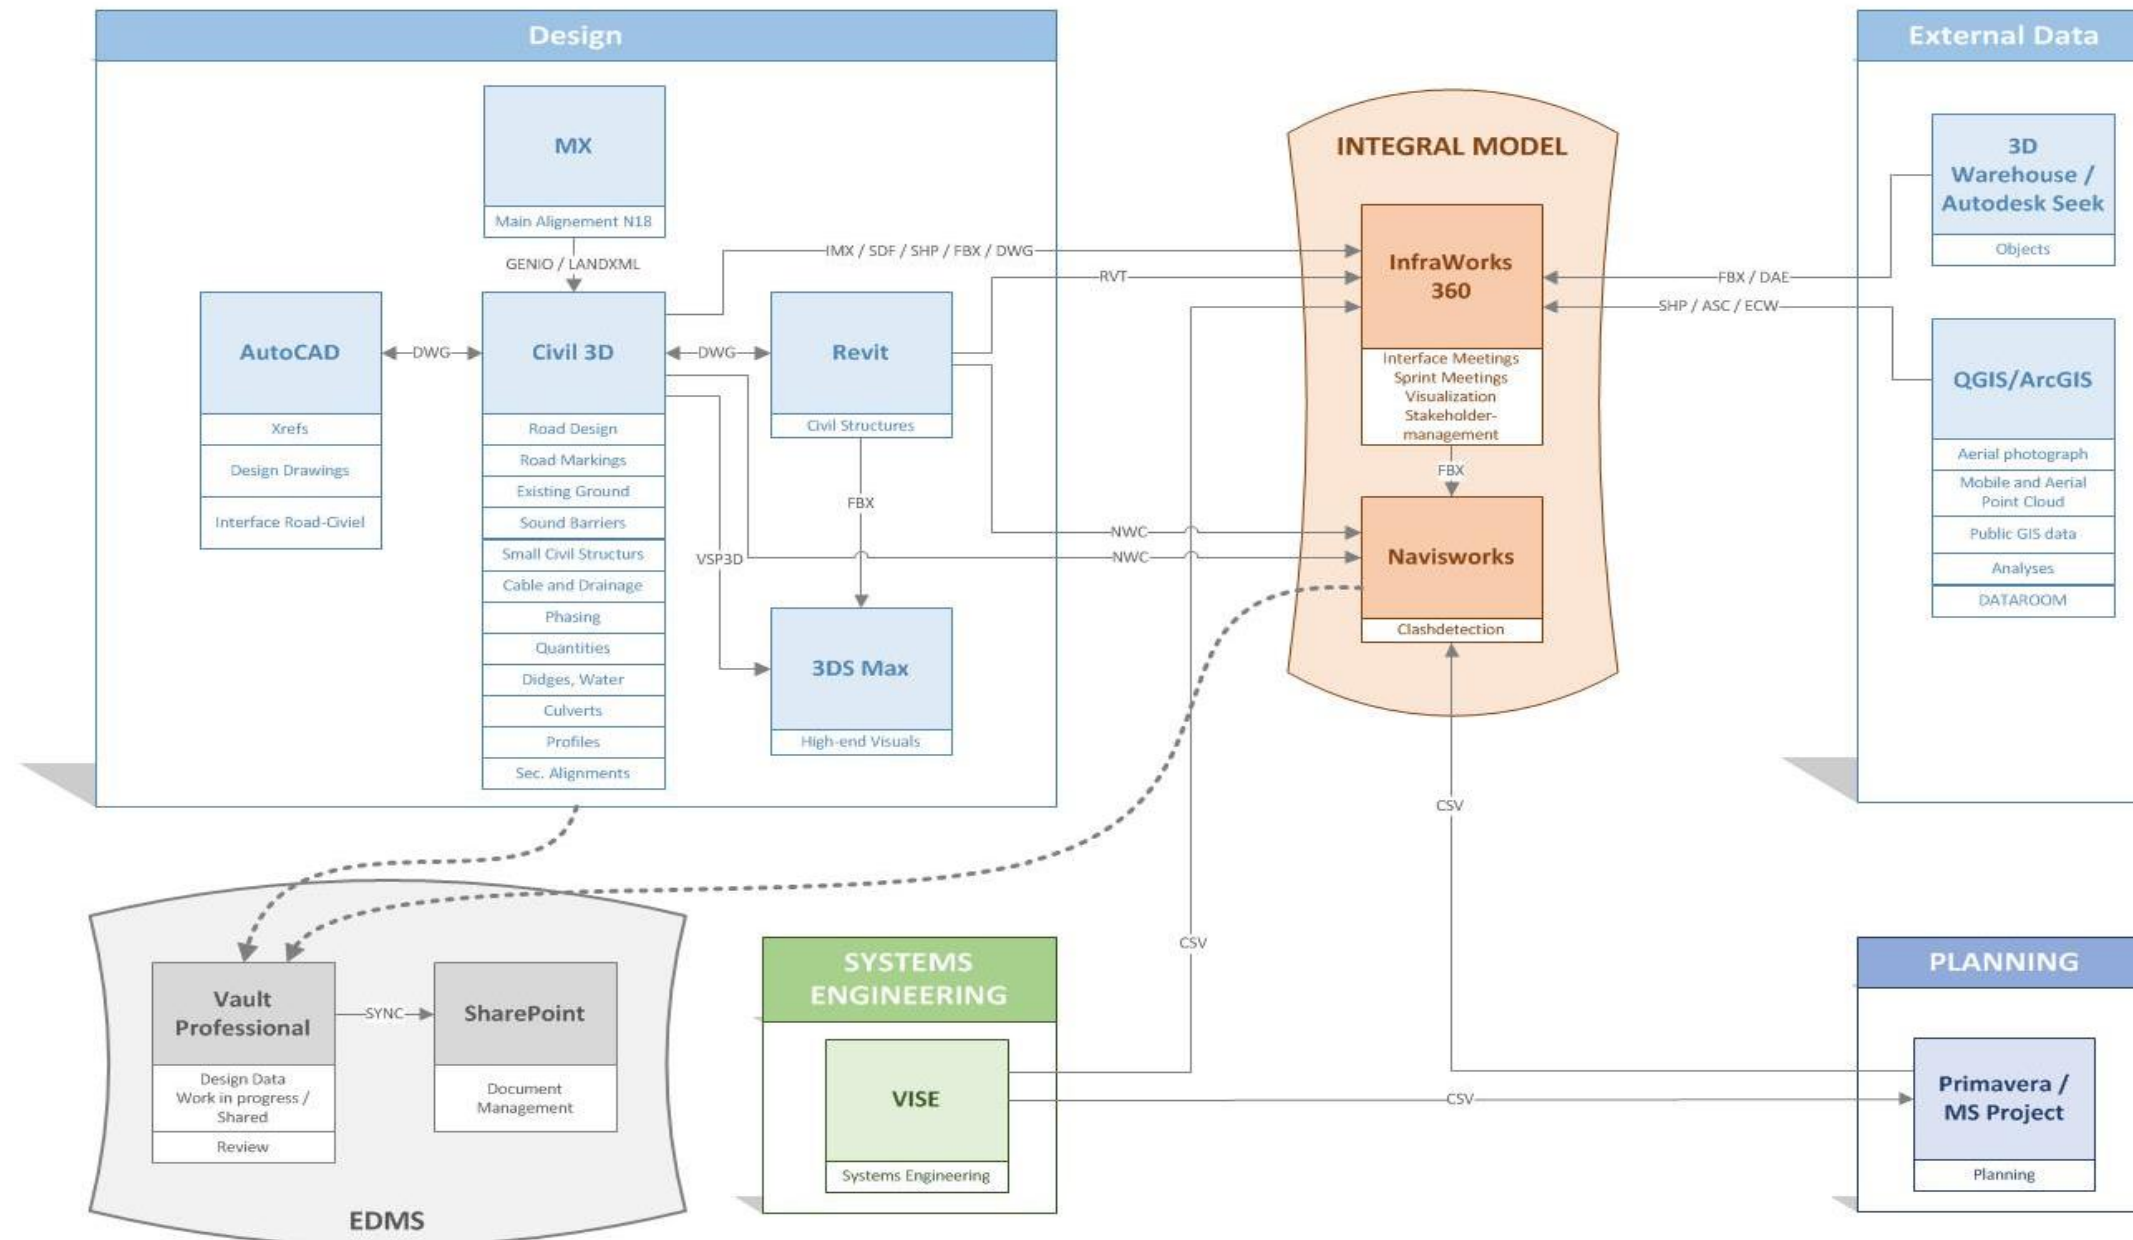 Design
MX
Main Alignement N18
GENIO / LANDXML
AutoCAD
Xrefs
Design Drawings
Interface Road-Civiel
DWG
Civil 3D
Road Design
Road Markings
Existing Ground
Sound Barriers
Small Civil Structurs
Cable and Drainage
Phasing
Quantities
Didges, Water
Culverts
Profiles
Sec. Alignments
DWG
Revit
Civil Structures
FBX
VSP3D
3DS Max
High-end Visuals
IMX / SDF / SHP / FBX / DWG
RVT
NWC
NWC
INTEGRAL MODEL
InfraWorks
360
Interface Meetings
Sprint Meetings
Visualization
Stakeholder-
management
FBX
Navisworks
Clashdetection
External Data
3D
Warehouse /
Autodesk Seek
Objects
FBX / DAE
SHP / ASC / ECW
QGIS/ArcGIS
Aerial photograph
Mobile and Aerial
Point Cloud
Public GIS data
Analyses
DATAROOM
CSV
CSV
CSV
Vault
Professional
Design Data
Work in progress /
Shared
Review
SYNC
SharePoint
Document
Management
EDMS
SYSTEMS
ENGINEERING
VISE
Systems Engineering
PLANNING
Primavera /
MS Project
Planning